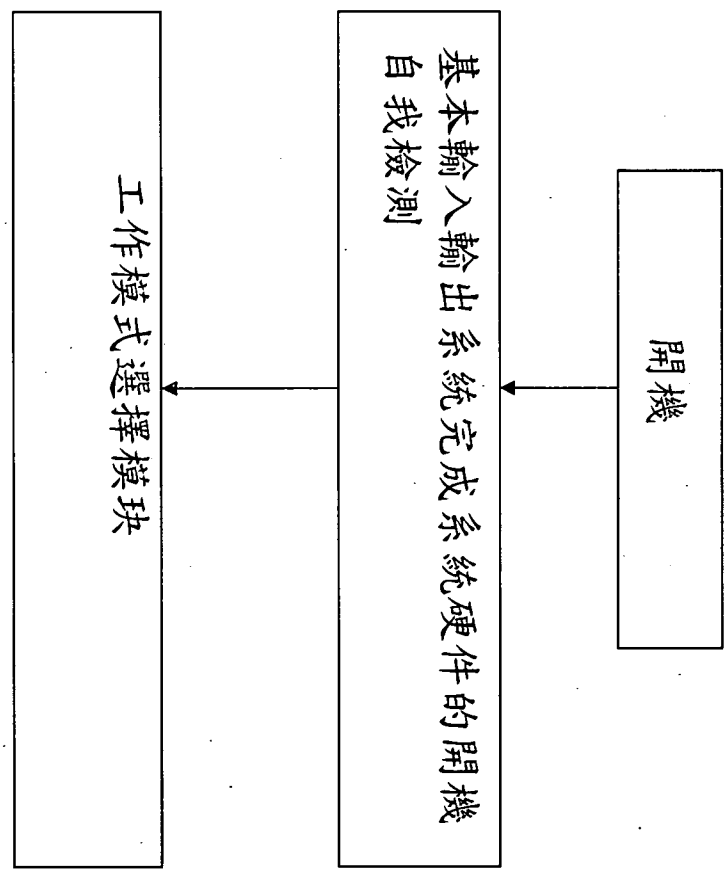 開機
基本輸入輸出系統完成系統硬件的開機
自我檢測
工作模式選擇模玦